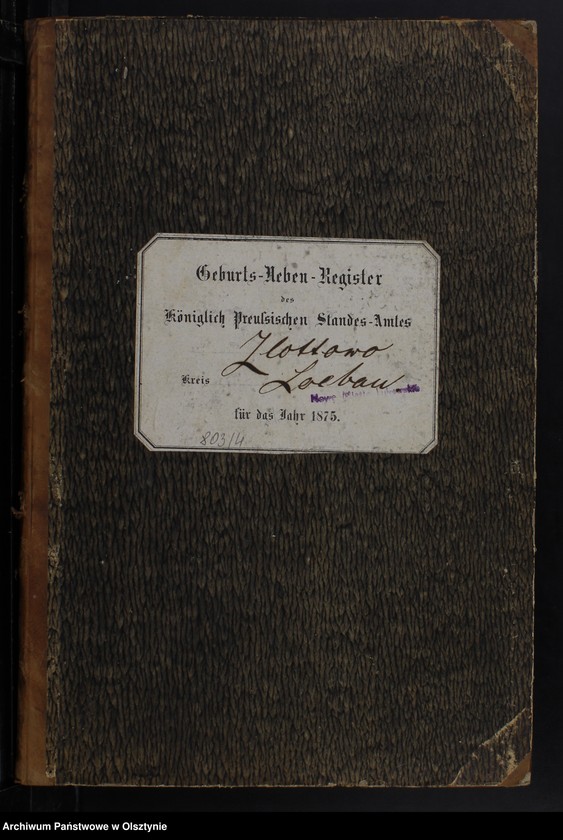 Geburts-Neben-Register
des
Königlich Preuſsischen Standes-Amtes
Zlottowo
Kreis Loebau
Nowe
für das Jahr 1875.
803/4
Archiwum Państwowe w Olsztynie